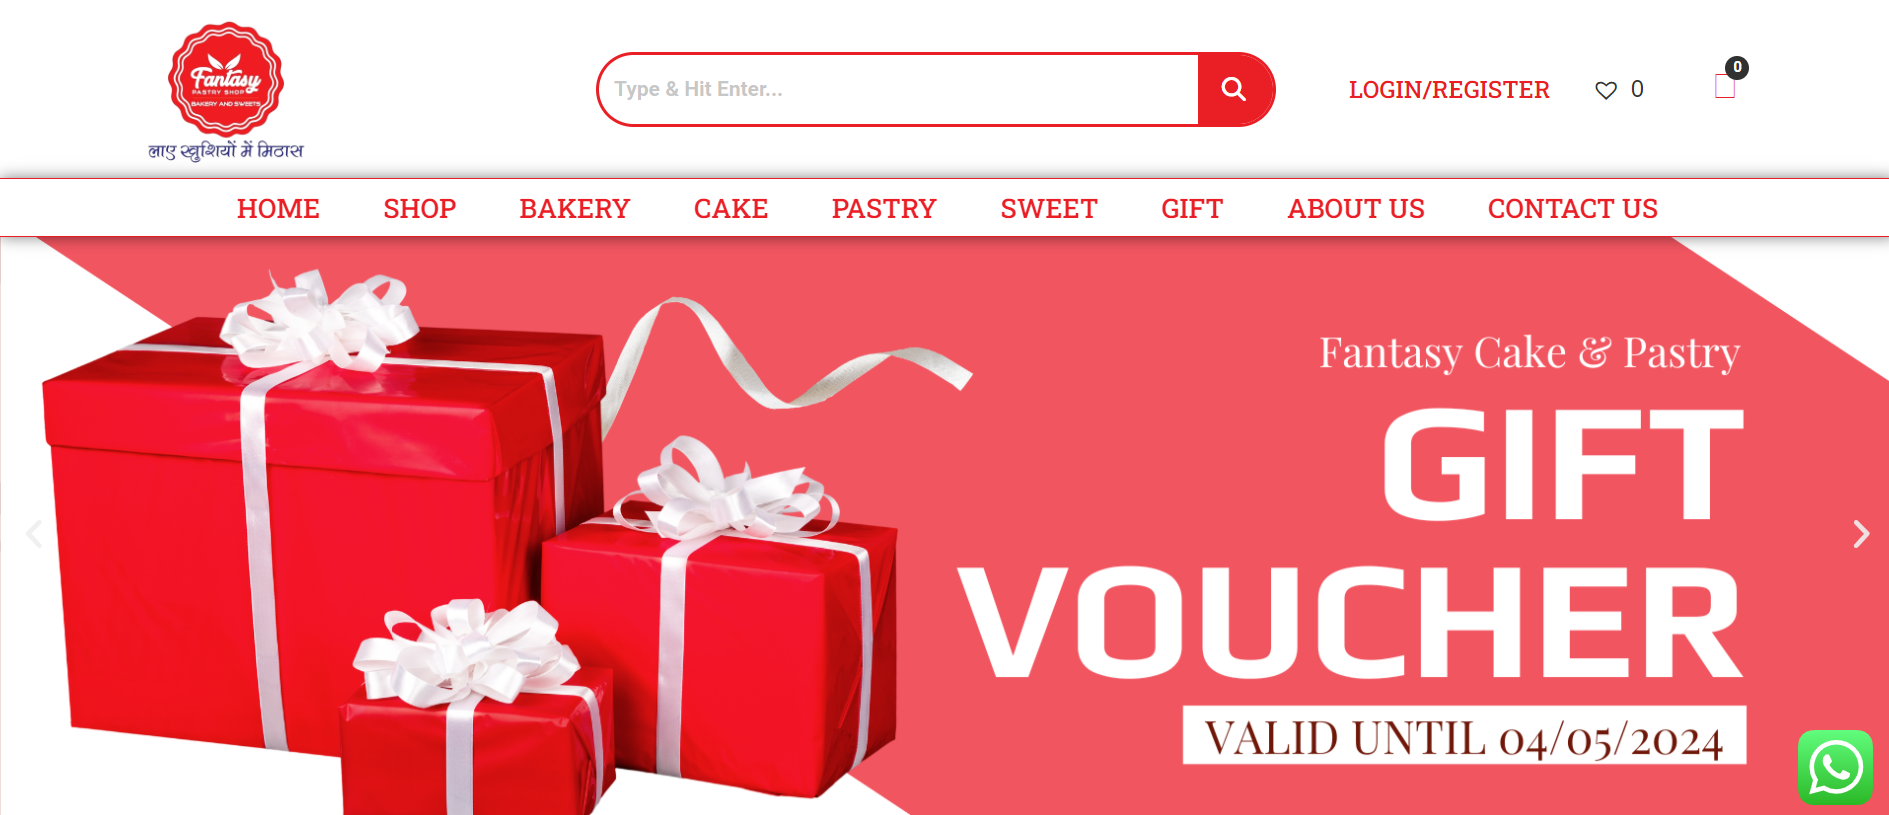 Fantasy
PASTRY SHOP
BAKERY AND SWEETS
लाए खुशियों में मिठास
Type & Hit Enter...
LOGIN/REGISTER
0
0
HOME SHOP BAKERY CAKE PASTRY SWEET GIFT ABOUT US CONTACT US
Fantasy Cake & Pastry
GIFT
VOUCHER
VALID UNTIL 04/05/2024